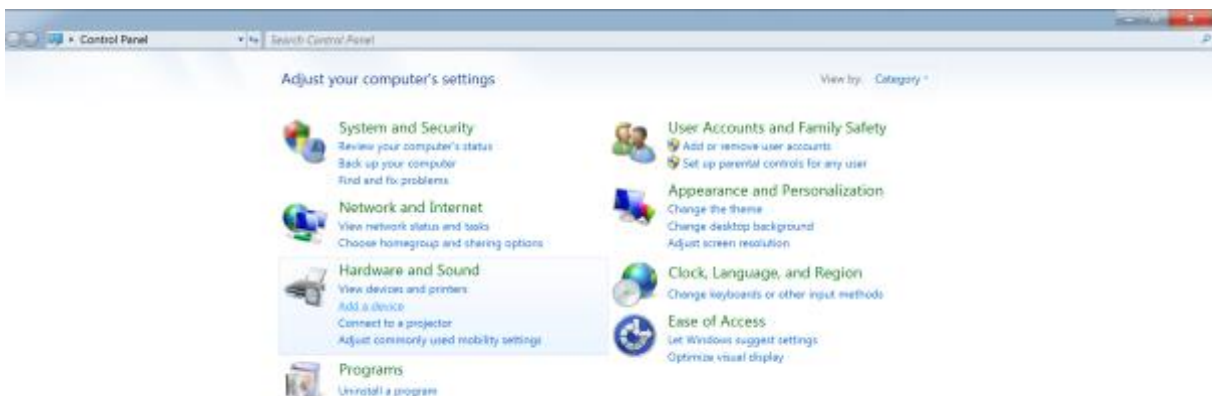 Control Panel
Search Control Panel
Adjust your computer's settings
View by: Category
System and Security
Review your computer's status
Back up your computer
Find and fix problems
Network and Internet
View network status and tasks
Choose homegroup and sharing options
Hardware and Sound
View devices and printers
Add a device
Connect to a projector
Adjust commonly used mobility settings
Programs
Uninstall a program
User Accounts and Family Safety
Add or remove user accounts
Set up parental controls for any user
Appearance and Personalization
Change the theme
Change desktop background
Adjust screen resolution
Clock, Language, and Region
Change keyboards or other input methods
Ease of Access
Let Windows suggest settings
Optimize visual display